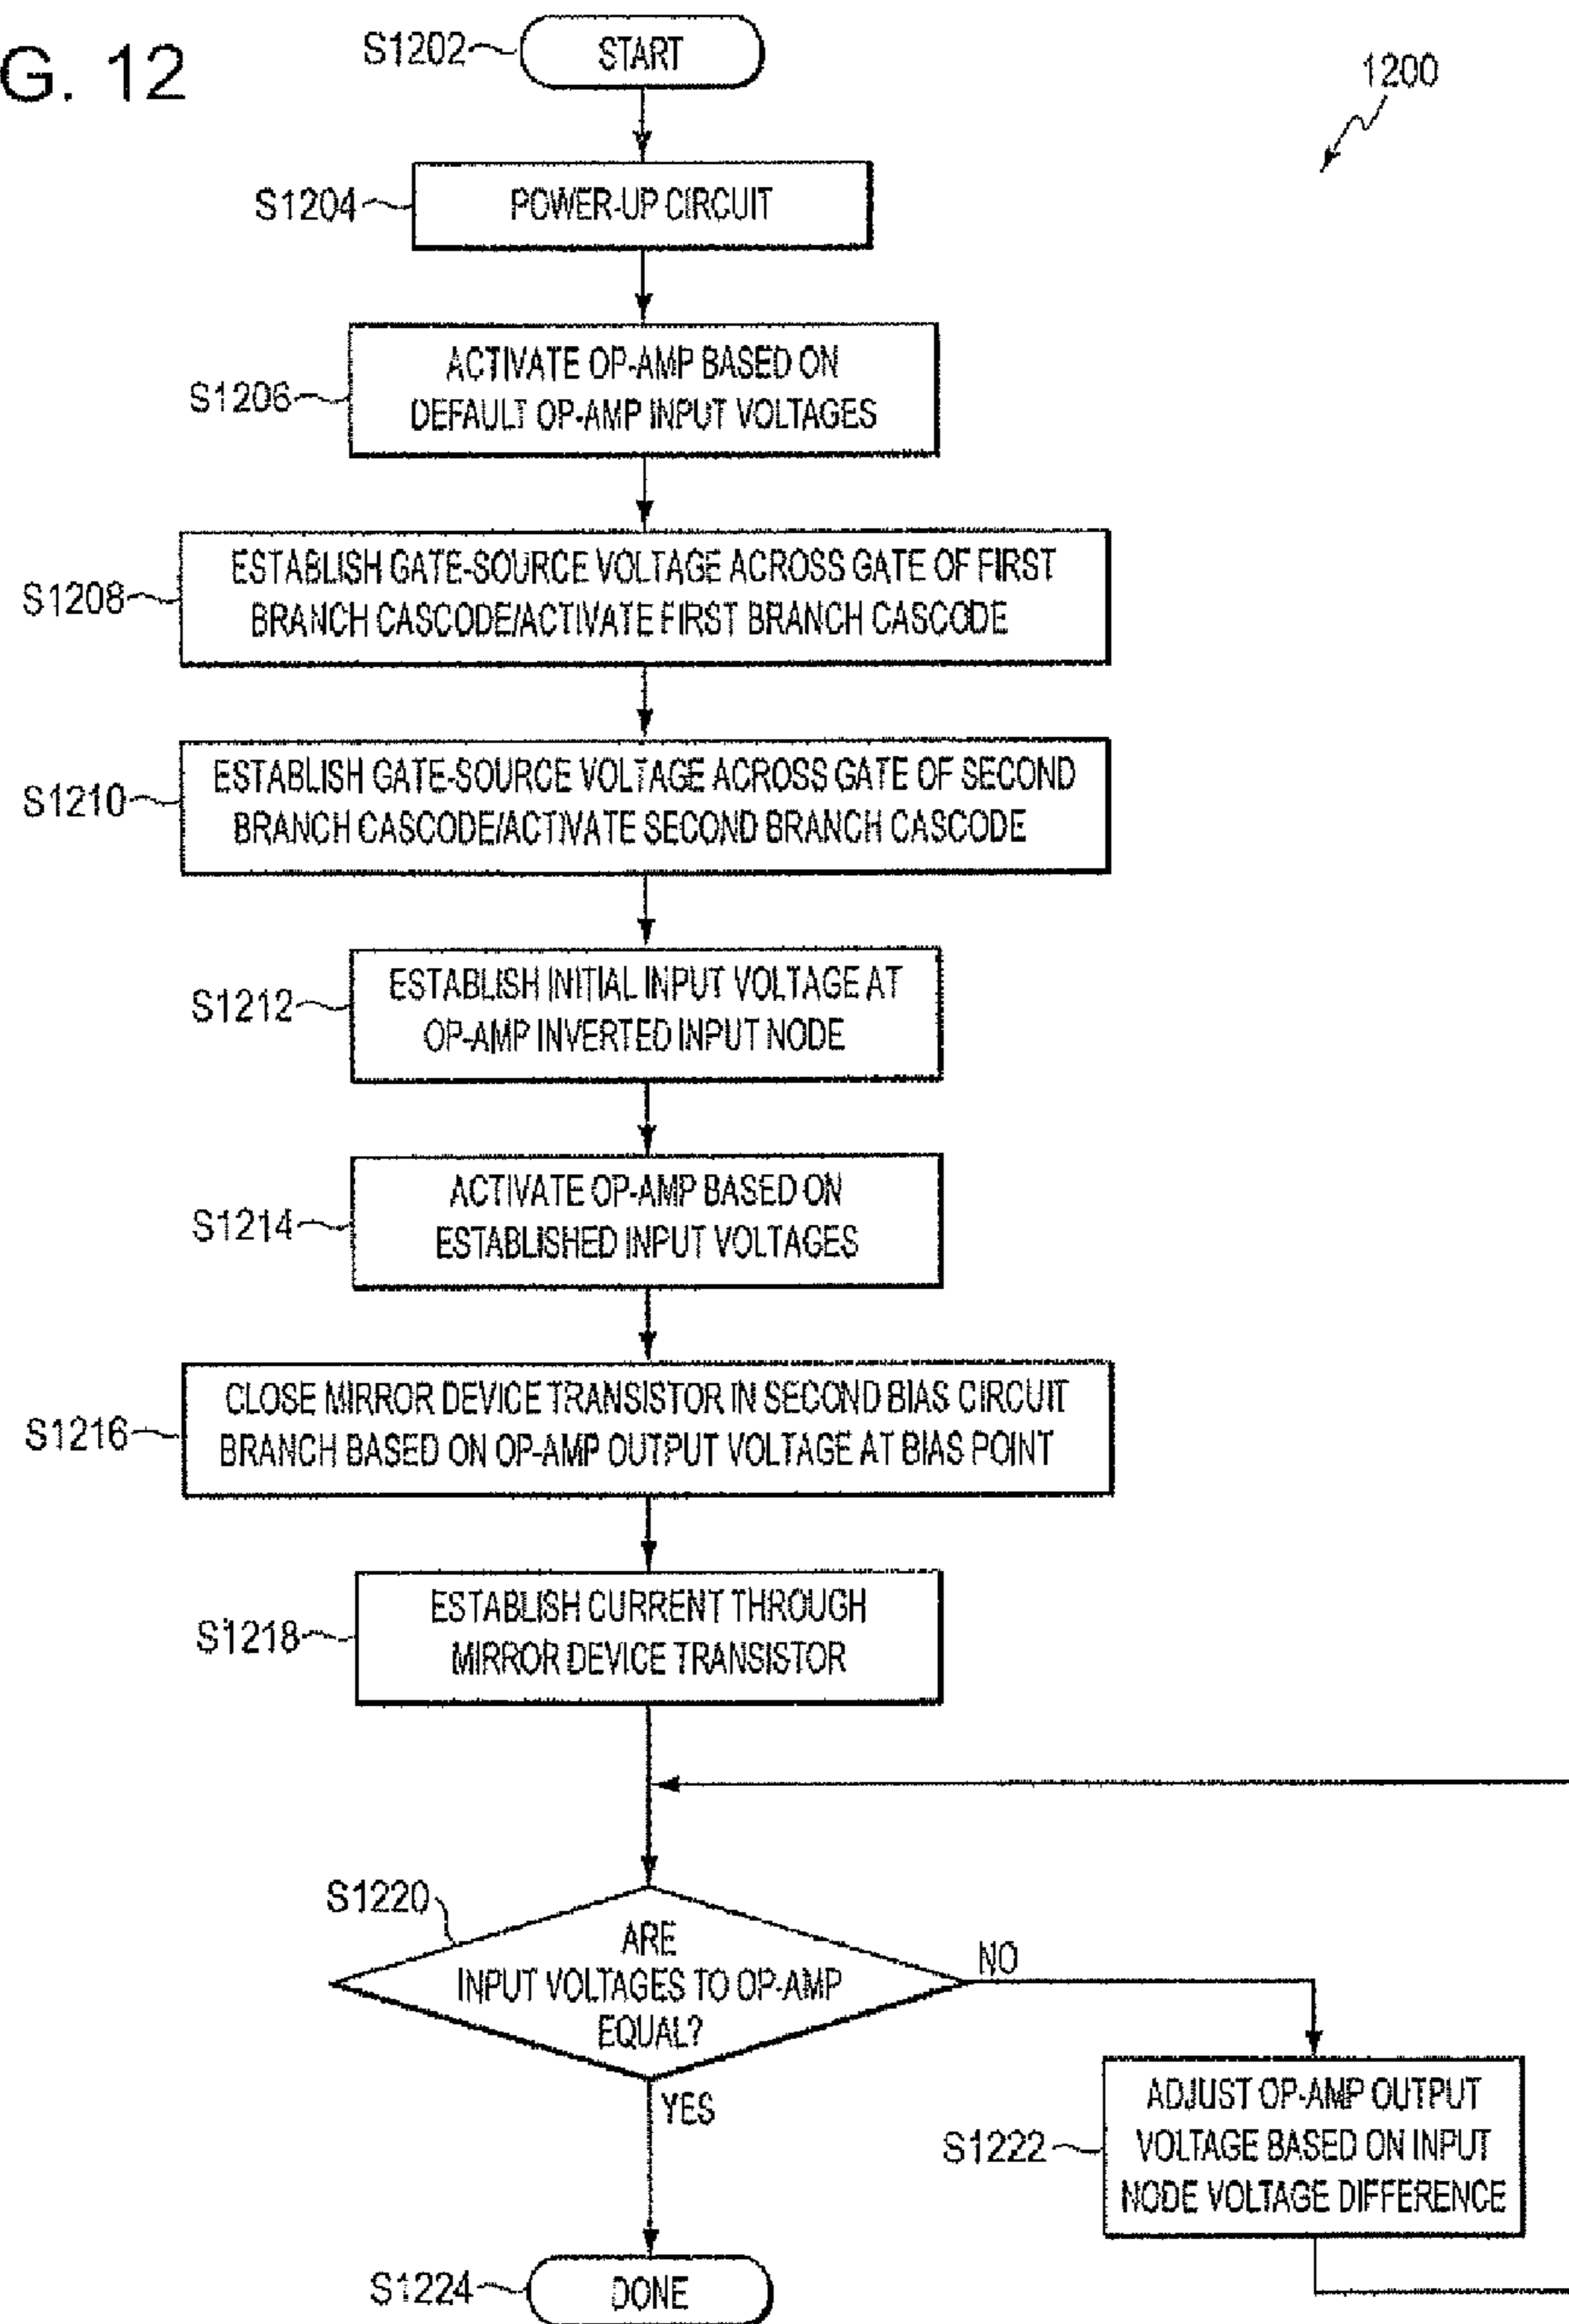 G. 12
1200
S1202
START
S1204
POWER-UP CIRCUIT
S1206
ACTIVATE OP-AMP BASED ON
DEFAULT OP-AMP INPUT VOLTAGES
S1208
ESTABLISH GATE-SOURCE VOLTAGE ACROSS GATE OF FIRST
BRANCH CASCODE/ACTIVATE FIRST BRANCH CASCODE
S1210
ESTABLISH GATE-SOURCE VOLTAGE ACROSS GATE OF SECOND
BRANCH CASCODE/ACTIVATE SECOND BRANCH CASCODE
S1212
ESTABLISH INITIAL INPUT VOLTAGE AT
OP-AMP INVERTED INPUT NODE
S1214
ACTIVATE OP-AMP BASED ON
ESTABLISHED INPUT VOLTAGES
S1216
CLOSE MIRROR DEVICE TRANSISTOR IN SECOND BIAS CIRCUIT
BRANCH BASED ON OP-AMP OUTPUT VOLTAGE AT BIAS POINT
S1218
ESTABLISH CURRENT THROUGH
MIRROR DEVICE TRANSISTOR
S1220
ARE
INPUT VOLTAGES TO OP-AMP
EQUAL?
NO
YES
S1222
ADJUST OP-AMP OUTPUT
VOLTAGE BASED ON INPUT
NODE VOLTAGE DIFFERENCE
S1224
DONE